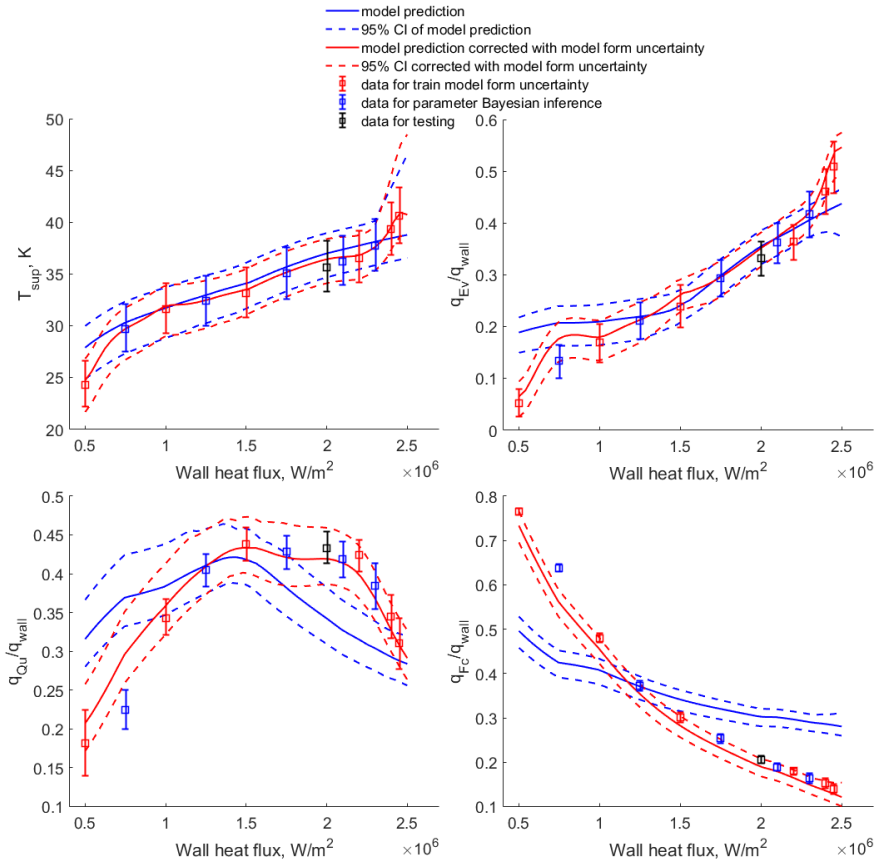 model prediction
95% CI of model prediction
model prediction corrected with model form uncertainty
95% CI corrected with model form uncertainty
data for train model form uncertainty
data for parameter Bayesian inference
data for testing
50
45
40
35
30
25
20
T_sup, K
0.5 1 1.5 2 2.5
Wall heat flux, W/m²
×10⁶
0.6
0.5
0.4
0.3
0.2
0.1
0
q_Ev/q_wall
0.5 1 1.5 2 2.5
Wall heat flux, W/m²
×10⁶
0.5
0.45
0.4
0.35
0.3
0.25
0.2
0.15
0.1
q_Qu/q_wall
0.5 1 1.5 2 2.5
Wall heat flux, W/m²
×10⁶
0.8
0.7
0.6
0.5
0.4
0.3
0.2
0.1
q_Fc/q_wall
0.5 1 1.5 2 2.5
Wall heat flux, W/m²
×10⁶